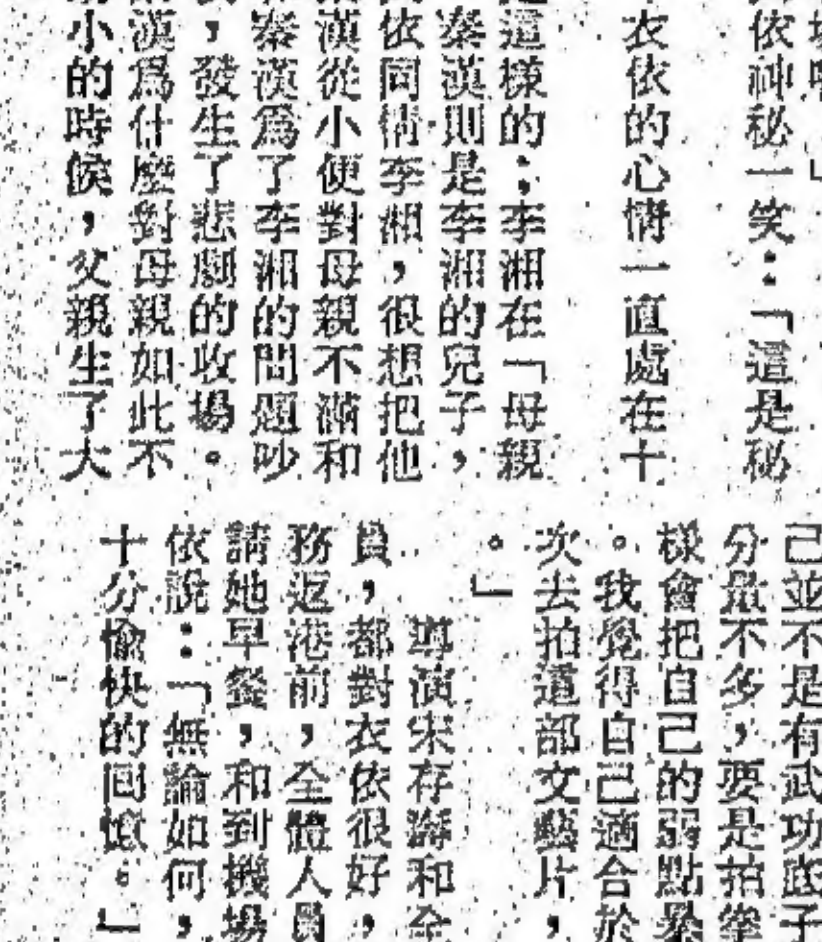 依神秘一笑：「這是秘
衣依的心情一直處在十
這樣的：李湘在「母親
秦漢則是李湘的兒子，
依同情李湘，很想把他
漢從小便對母親不滿和
秦漢爲了李湘的問題吵
，發生了悲劇的收場。
漢爲什麼對母親如此不
小的時候，父親生了大
己並不是有武功底子
分量不多，要是拍拳
樣會把自己的弱點暴
。我覺得自己適合於
次去拍這部文藝片，
。」
導演宋存壽和全
員，都對衣依很好，
務返港前，全體人員
請她早餐，和到機場
依說：「無論如何，
十分愉快的回憶。」